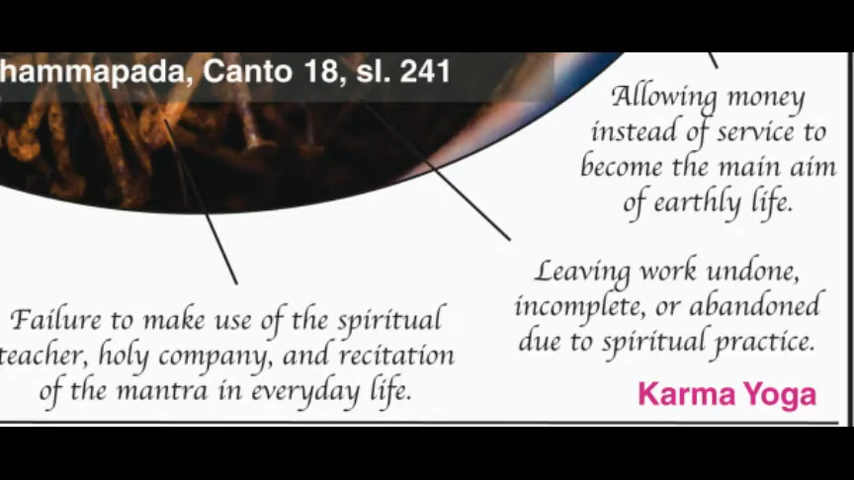 hammapada, Canto 18, sl. 241
Allowing money
instead of service to
become the main aim
of earthly life.
Leaving work undone,
incomplete, or abandoned
due to spiritual practice.
Failure to make use of the spiritual
teacher, holy company, and recitation
of the mantra in everyday life.
Karma Yoga